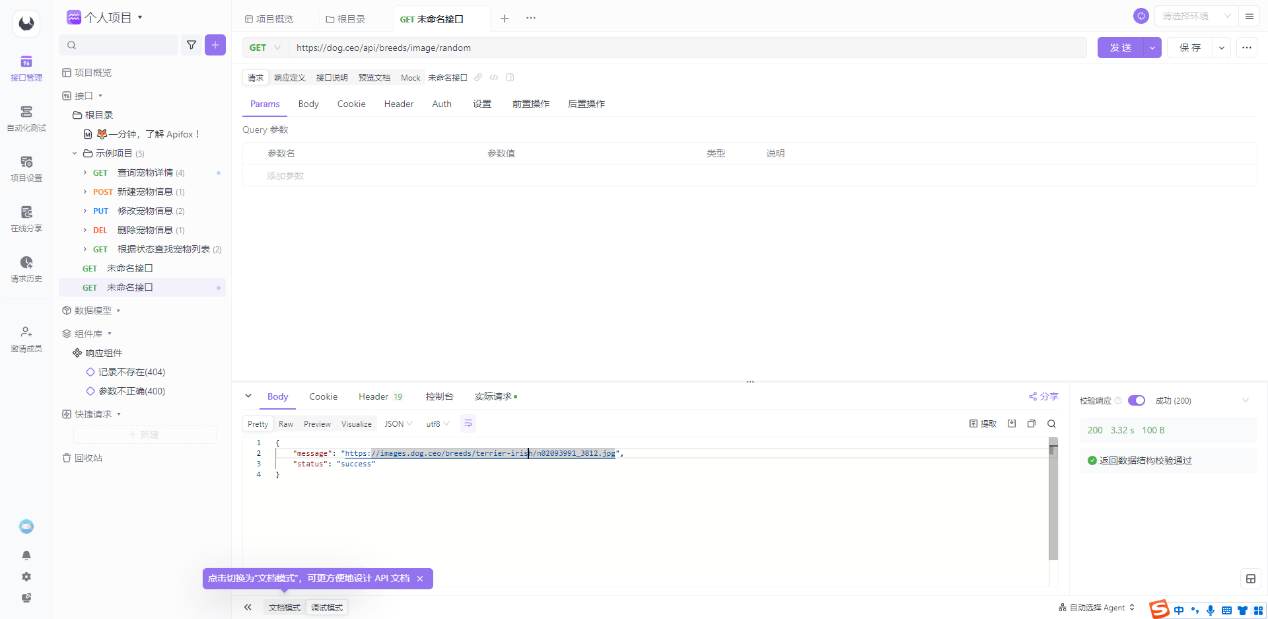 个人项目
项目概览
根目录
GET 未命名接口
请选择环境
GET
https://dog.ceo/api/breeds/image/random
发送
保存
接口管理
自动化测试
项目设置
在线分享
请求历史
邀请成员
项目概览
接口
根目录
一分钟，了解 Apifox！
示例项目 (5)
GET 查询宠物详情 (4)
POST 新建宠物信息 (1)
PUT 修改宠物信息 (2)
DEL 删除宠物信息 (1)
GET 根据状态查找宠物列表 (2)
GET 未命名接口
GET 未命名接口
数据模型
组件库
响应组件
记录不存在(404)
参数不正确(400)
快捷请求
+ 新建
回收站
请求 响应定义 接口说明 预览文档 Mock 未命名接口
Params Body Cookie Header Auth 设置 前置操作 后置操作
Query 参数
参数名 参数值 类型 说明
添加参数
Body Cookie Header 19 控制台 实际请求
分享
Pretty Raw Preview Visualize JSON utf8
提取
1 {
2 "message": "https://images.dog.ceo/breeds/terrier-irish/n02093991_3812.jpg",
3 "status": "success"
4 }
校验响应 成功 (200)
200 3.32 s 100 B
返回数据结构校验通过
点击切换为"文档模式"，可更方便地设计 API 文档
文档模式 调试模式
自动选择 Agent
中